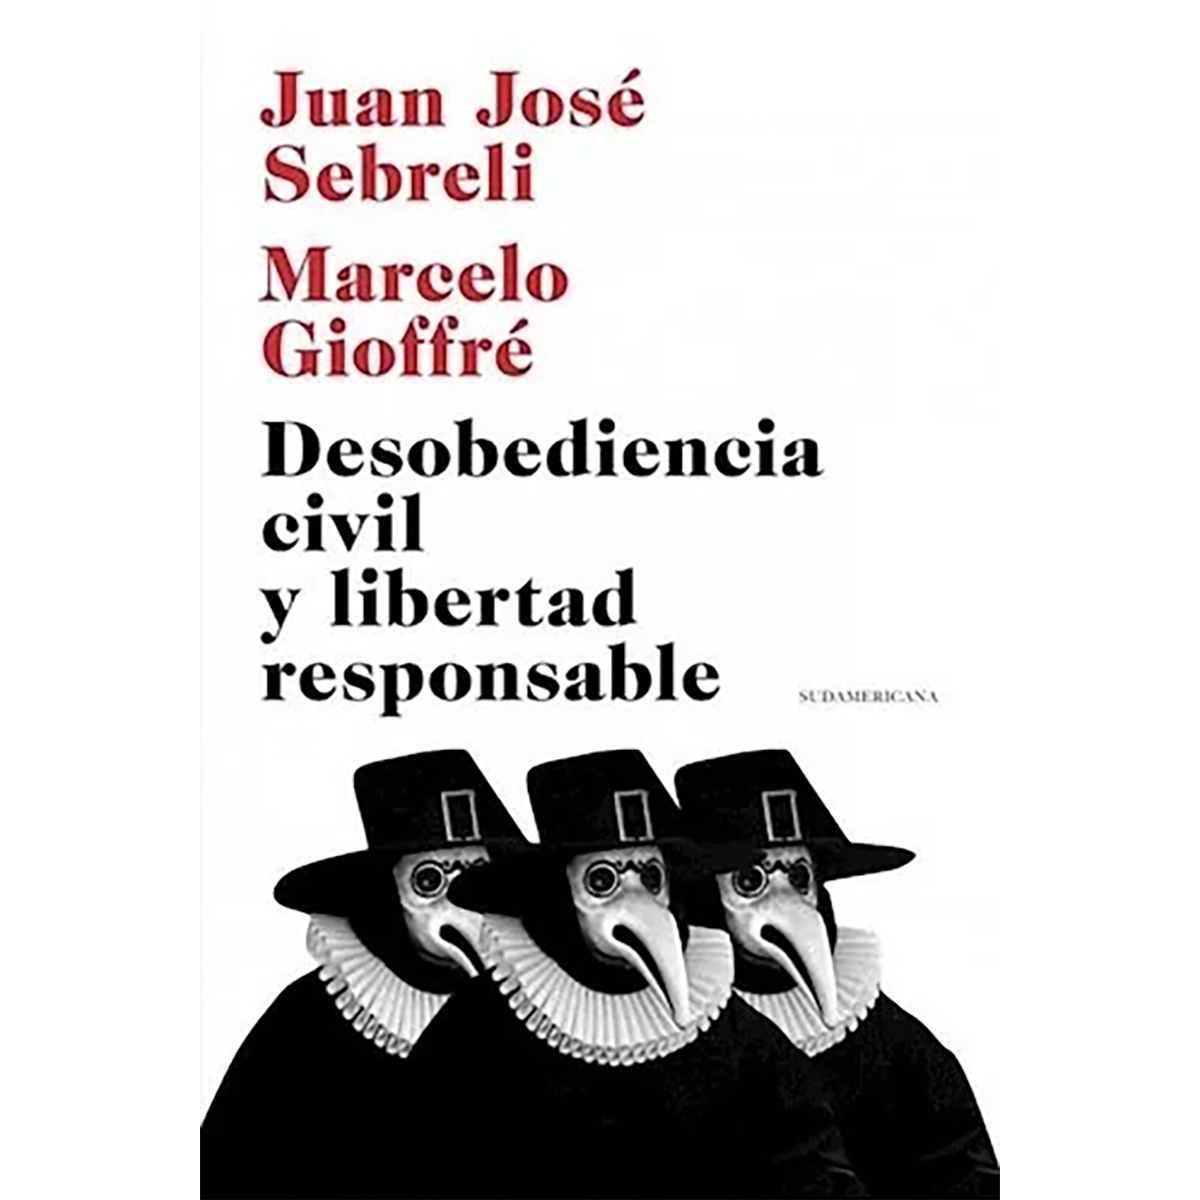 Juan José
Sebreli
Marcelo
Gioffré
Desobediencia
civil
y libertad
responsable
SUDAMERICANA